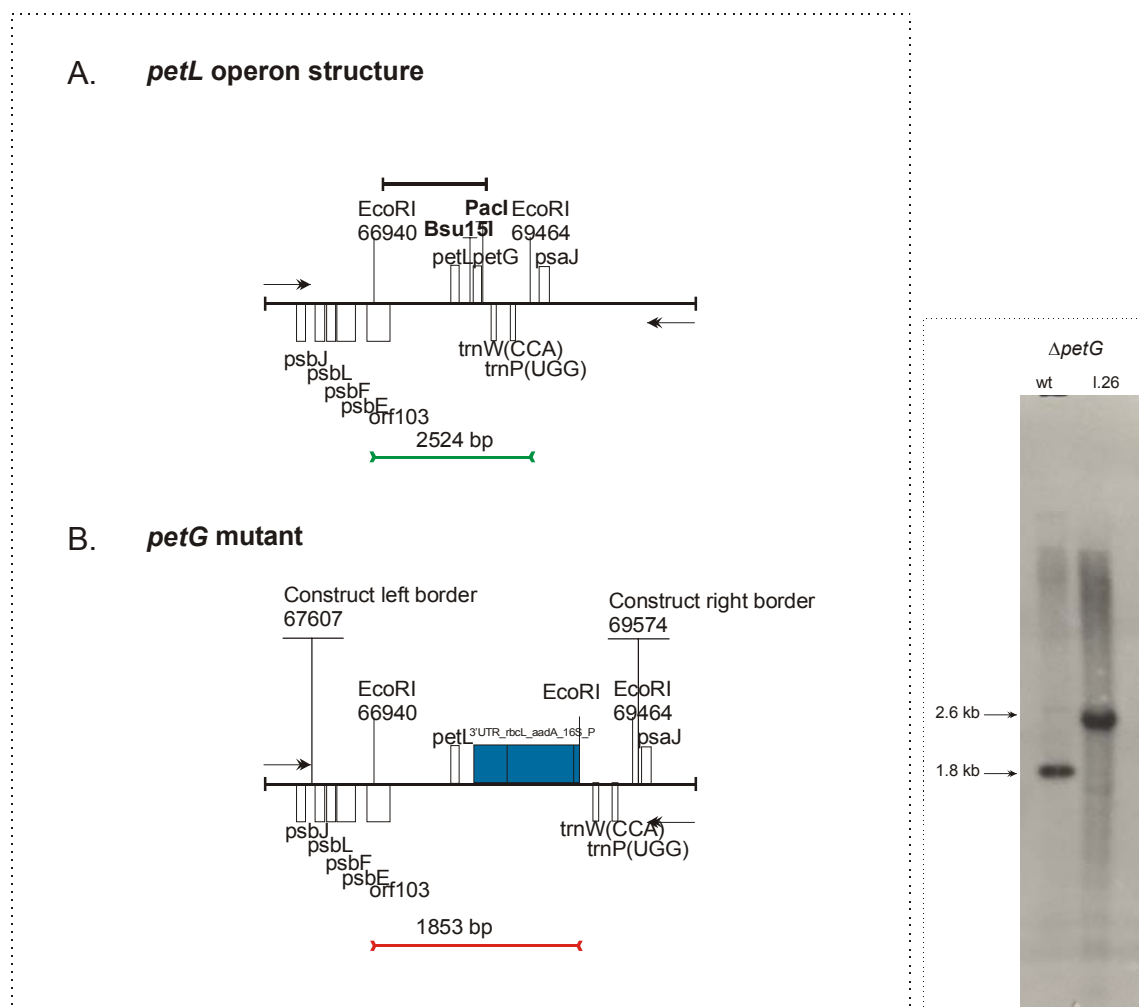 A. petL operon structure
EcoRI
66940
PacI
Bsu15I
EcoRI
69464
petL
petG
psaJ
psbJ
psbL
psbF
psbE
orf103
trnW(CCA)
trnP(UGG)
2524 bp
B. petG mutant
Construct left border
67607
Construct right border
69574
EcoRI
66940
EcoRI
EcoRI
69464
petL
3'UTR_rbcL_aadA_16S_P
psaJ
psbJ
psbL
psbF
psbE
orf103
trnW(CCA)
trnP(UGG)
1853 bp
ΔpetG
wt I.26
2.6 kb
1.8 kb